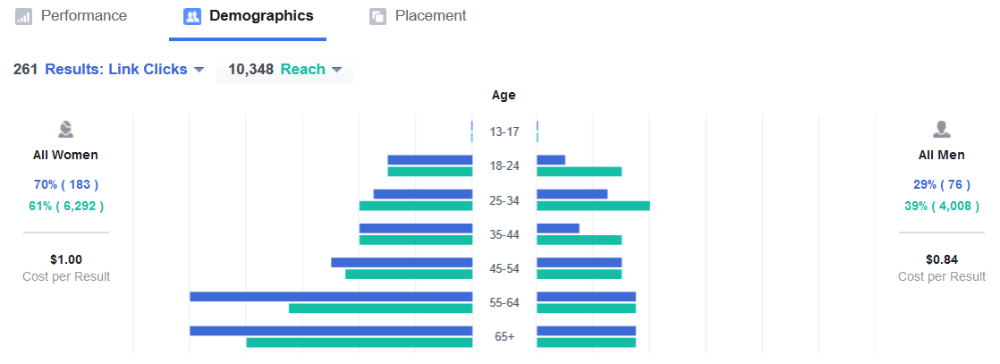 Performance Demographics Placement
261 Results: Link Clicks 10,348 Reach
Age
All Women
70% ( 183 )
61% ( 6,292 )
$1.00
Cost per Result
13-17
18-24
25-34
35-44
45-54
55-64
65+
All Men
29% ( 76 )
39% ( 4,008 )
$0.84
Cost per Result